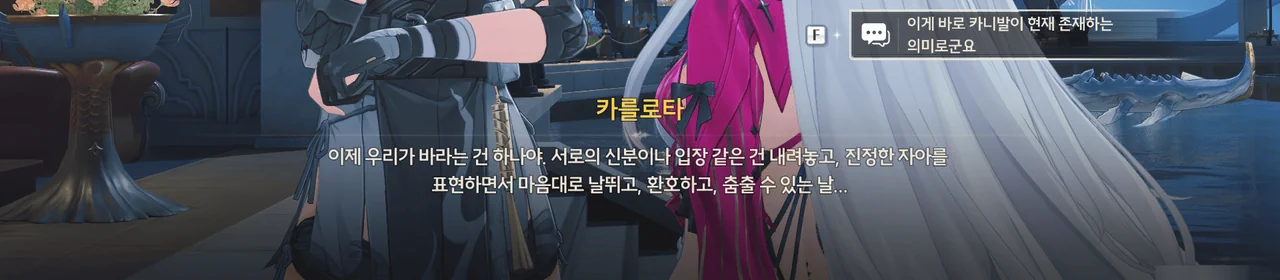 이게 바로 카니발이 현재 존재하는
의미로군요
F
카를로타
이제 우리가 바라는 건 하나야. 서로의 신분이나 입장 같은 건 내려놓고, 진정한 자아를
표현하면서 마음대로 날뛰고, 환호하고, 춤출 수 있는 날...